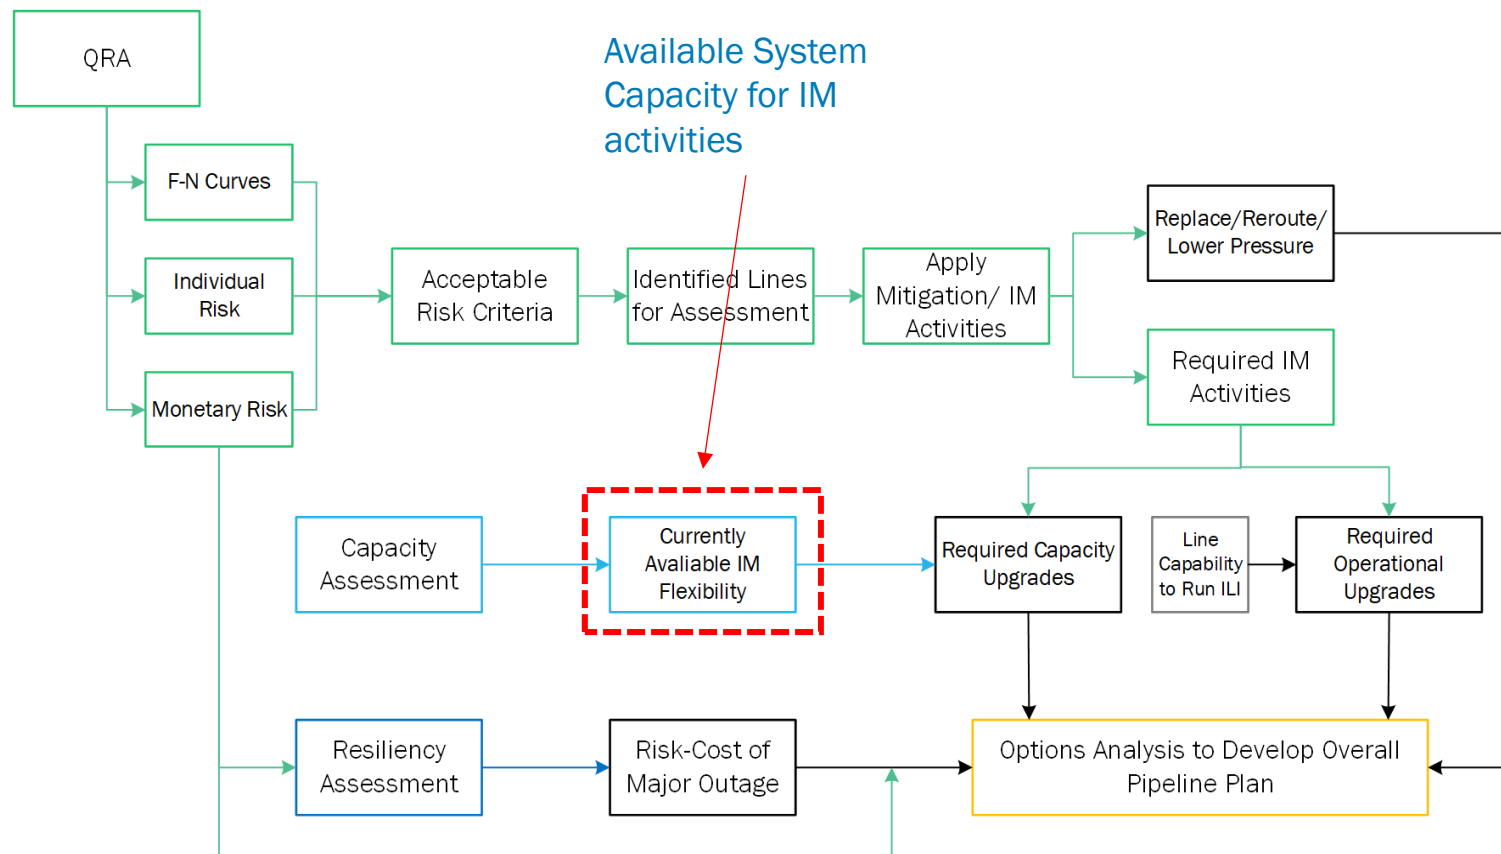 QRA
Available System
Capacity for IM
activities
F-N Curves
Individual
Risk
Monetary Risk
Acceptable
Risk Criteria
Identified Lines
for Assessment
Apply
Mitigation/ IM
Activities
Replace/Reroute/
Lower Pressure
Required IM
Activities
Capacity
Assessment
Currently
Avaliable IM
Flexibility
Required Capacity
Upgrades
Line
Capability
to Run ILI
Required
Operational
Upgrades
Resiliency
Assessment
Risk-Cost of
Major Outage
Options Analysis to Develop Overall
Pipeline Plan